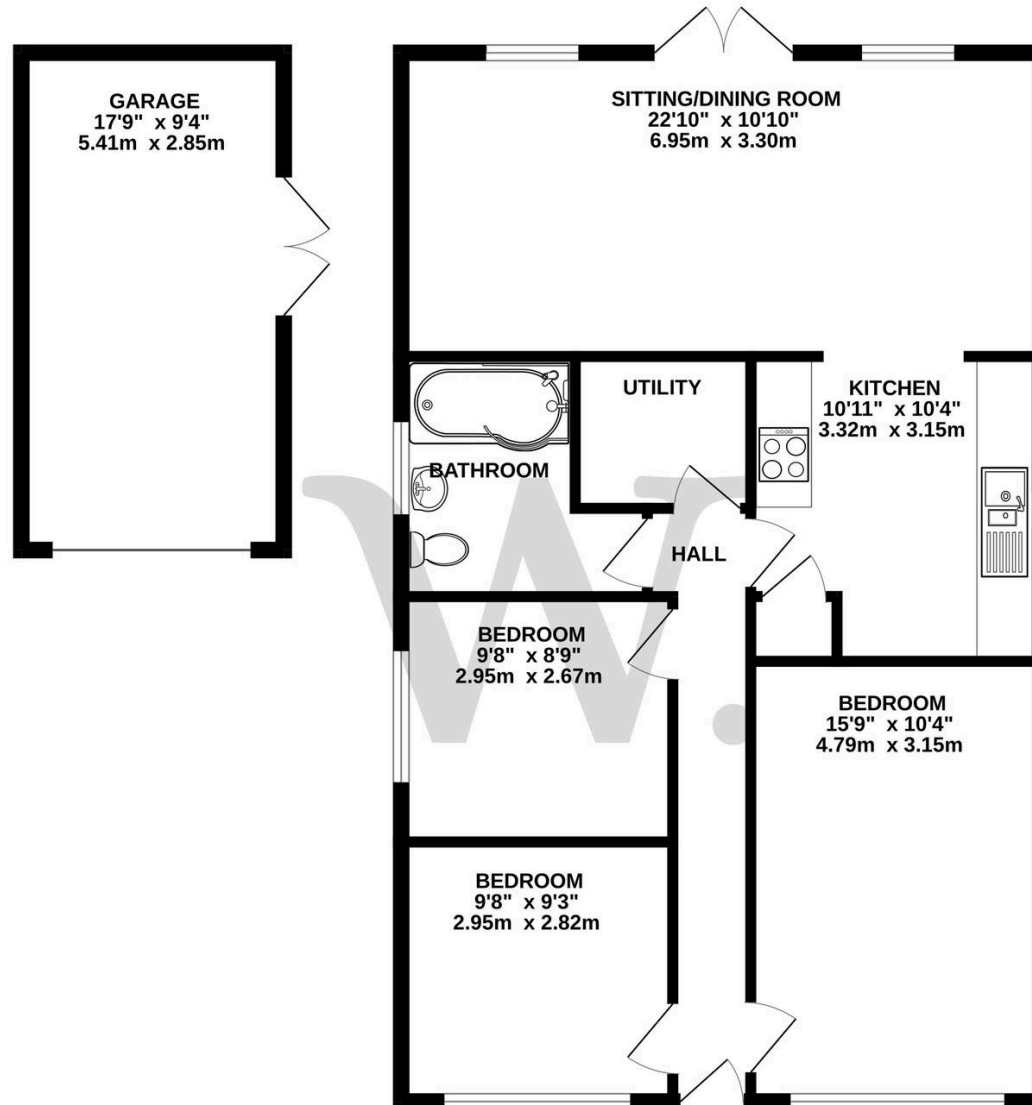 GARAGE
17'9" x 9'4"
5.41m x 2.85m
SITTING/DINING ROOM
22'10" x 10'10"
6.95m x 3.30m
UTILITY
KITCHEN
10'11" x 10'4"
3.32m x 3.15m
BATHROOM
HALL
BEDROOM
9'8" x 8'9"
2.95m x 2.67m
BEDROOM
15'9" x 10'4"
4.79m x 3.15m
BEDROOM
9'8" x 9'3"
2.95m x 2.82m
W.